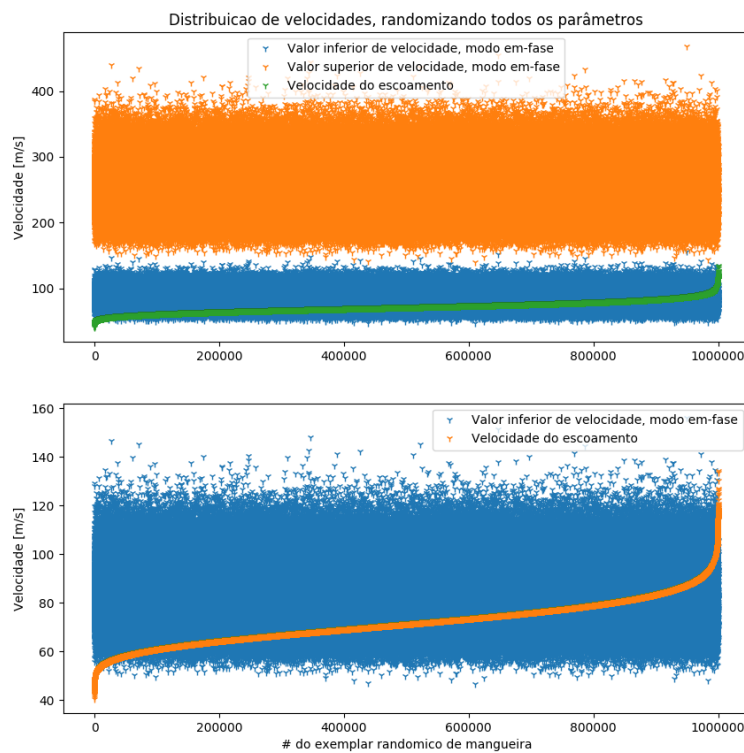 Distribuicao de velocidades, randomizando todos os parâmetros
Valor inferior de velocidade, modo em-fase
Valor superior de velocidade, modo em-fase
Velocidade do escoamento
Velocidade [m/s]
400
300
200
100
0
200000
400000
600000
800000
1000000
Valor inferior de velocidade, modo em-fase
Velocidade do escoamento
Velocidade [m/s]
160
140
120
100
80
60
40
0
200000
400000
600000
800000
1000000
# do exemplar randomico de mangueira